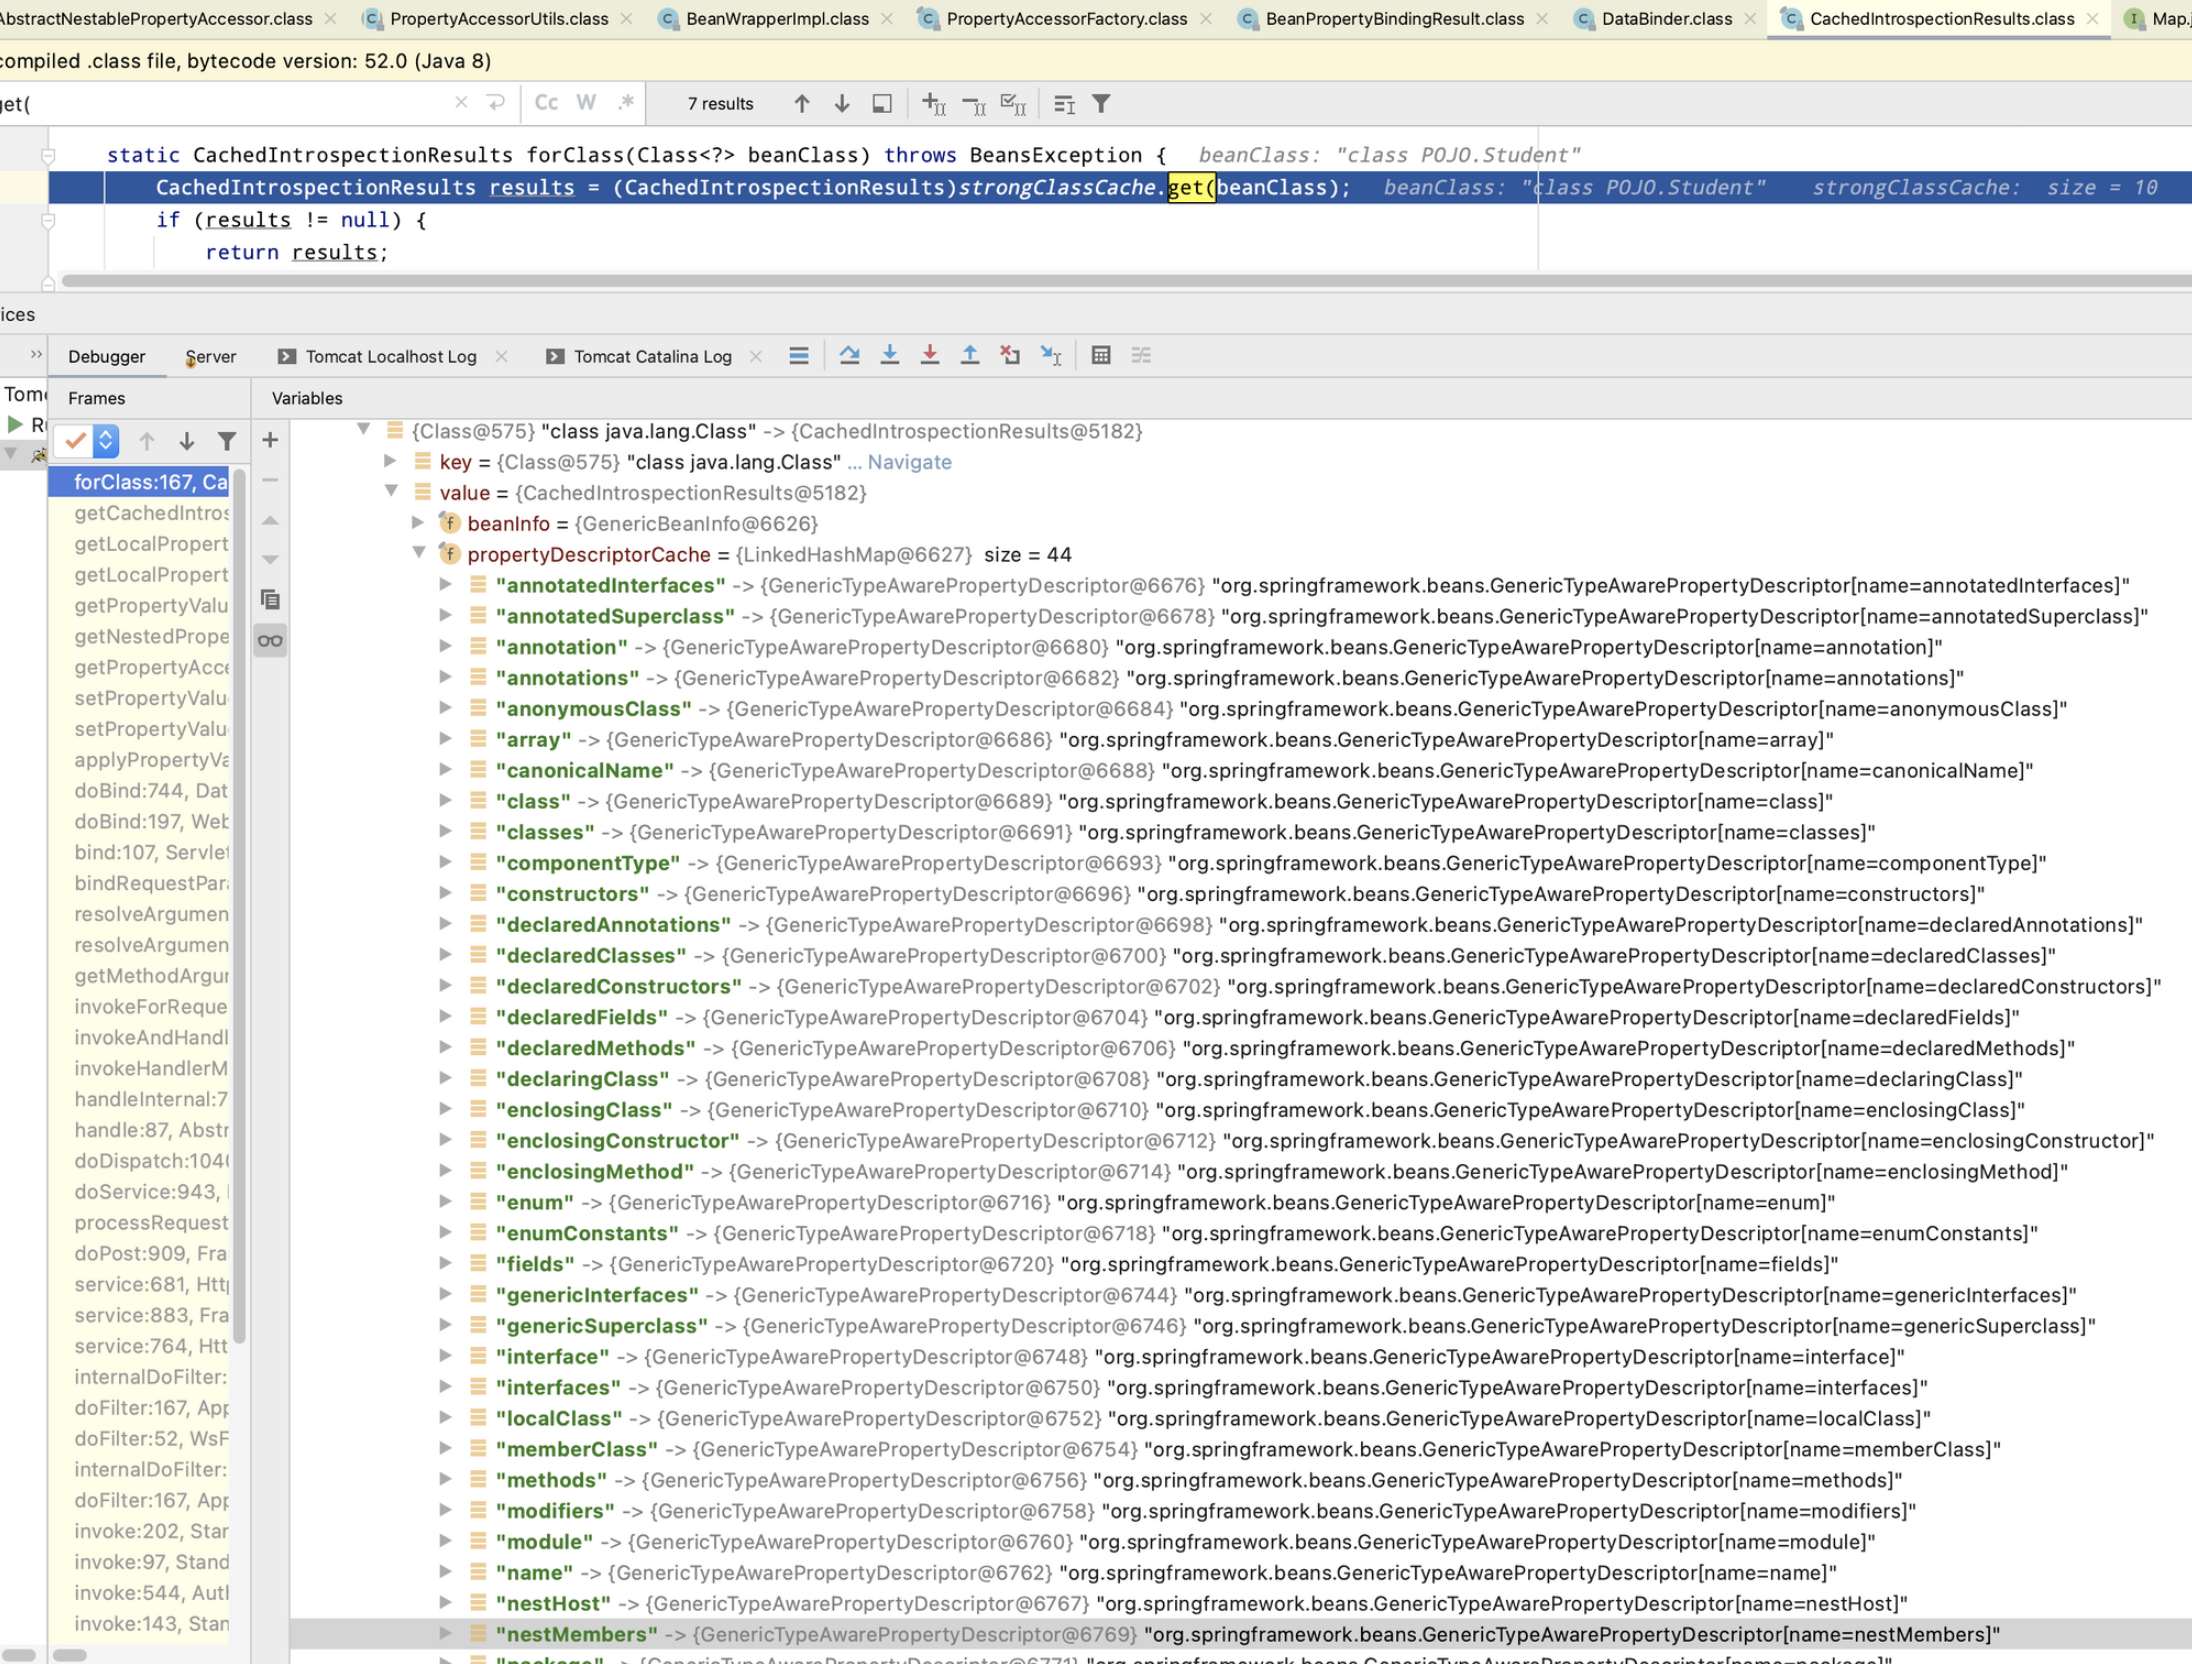 AbstractNestablePropertyAccessor.class PropertyAccessorUtils.class BeanWrapperImpl.class PropertyAccessorFactory.class BeanPropertyBindingResult.class DataBinder.class CachedIntrospectionResults.class Map.j
compiled .class file, bytecode version: 52.0 (Java 8)
get( Cc W .* 7 results
static CachedIntrospectionResults forClass(Class<?> beanClass) throws BeansException { beanClass: "class POJO.Student"
CachedIntrospectionResults results = (CachedIntrospectionResults)strongClassCache.get(beanClass); beanClass: "class POJO.Student" strongClassCache: size = 10
if (results != null) {
return results;
ices
Debugger Server Tomcat Localhost Log Tomcat Catalina Log
Tom
Frames Variables
R
{Class@575} "class java.lang.Class" -> {CachedIntrospectionResults@5182}
key = {Class@575} "class java.lang.Class" ... Navigate
value = {CachedIntrospectionResults@5182}
beanInfo = {GenericBeanInfo@6626}
propertyDescriptorCache = {LinkedHashMap@6627} size = 44
"annotatedInterfaces" -> {GenericTypeAwarePropertyDescriptor@6676} "org.springframework.beans.GenericTypeAwarePropertyDescriptor[name=annotatedInterfaces]"
"annotatedSuperclass" -> {GenericTypeAwarePropertyDescriptor@6678} "org.springframework.beans.GenericTypeAwarePropertyDescriptor[name=annotatedSuperclass]"
"annotation" -> {GenericTypeAwarePropertyDescriptor@6680} "org.springframework.beans.GenericTypeAwarePropertyDescriptor[name=annotation]"
"annotations" -> {GenericTypeAwarePropertyDescriptor@6682} "org.springframework.beans.GenericTypeAwarePropertyDescriptor[name=annotations]"
"anonymousClass" -> {GenericTypeAwarePropertyDescriptor@6684} "org.springframework.beans.GenericTypeAwarePropertyDescriptor[name=anonymousClass]"
"array" -> {GenericTypeAwarePropertyDescriptor@6686} "org.springframework.beans.GenericTypeAwarePropertyDescriptor[name=array]"
"canonicalName" -> {GenericTypeAwarePropertyDescriptor@6688} "org.springframework.beans.GenericTypeAwarePropertyDescriptor[name=canonicalName]"
"class" -> {GenericTypeAwarePropertyDescriptor@6689} "org.springframework.beans.GenericTypeAwarePropertyDescriptor[name=class]"
"classes" -> {GenericTypeAwarePropertyDescriptor@6691} "org.springframework.beans.GenericTypeAwarePropertyDescriptor[name=classes]"
"componentType" -> {GenericTypeAwarePropertyDescriptor@6693} "org.springframework.beans.GenericTypeAwarePropertyDescriptor[name=componentType]"
"constructors" -> {GenericTypeAwarePropertyDescriptor@6696} "org.springframework.beans.GenericTypeAwarePropertyDescriptor[name=constructors]"
"declaredAnnotations" -> {GenericTypeAwarePropertyDescriptor@6698} "org.springframework.beans.GenericTypeAwarePropertyDescriptor[name=declaredAnnotations]"
"declaredClasses" -> {GenericTypeAwarePropertyDescriptor@6700} "org.springframework.beans.GenericTypeAwarePropertyDescriptor[name=declaredClasses]"
"declaredConstructors" -> {GenericTypeAwarePropertyDescriptor@6702} "org.springframework.beans.GenericTypeAwarePropertyDescriptor[name=declaredConstructors]"
"declaredFields" -> {GenericTypeAwarePropertyDescriptor@6704} "org.springframework.beans.GenericTypeAwarePropertyDescriptor[name=declaredFields]"
"declaredMethods" -> {GenericTypeAwarePropertyDescriptor@6706} "org.springframework.beans.GenericTypeAwarePropertyDescriptor[name=declaredMethods]"
"declaringClass" -> {GenericTypeAwarePropertyDescriptor@6708} "org.springframework.beans.GenericTypeAwarePropertyDescriptor[name=declaringClass]"
"enclosingClass" -> {GenericTypeAwarePropertyDescriptor@6710} "org.springframework.beans.GenericTypeAwarePropertyDescriptor[name=enclosingClass]"
"enclosingConstructor" -> {GenericTypeAwarePropertyDescriptor@6712} "org.springframework.beans.GenericTypeAwarePropertyDescriptor[name=enclosingConstructor]"
"enclosingMethod" -> {GenericTypeAwarePropertyDescriptor@6714} "org.springframework.beans.GenericTypeAwarePropertyDescriptor[name=enclosingMethod]"
"enum" -> {GenericTypeAwarePropertyDescriptor@6716} "org.springframework.beans.GenericTypeAwarePropertyDescriptor[name=enum]"
"enumConstants" -> {GenericTypeAwarePropertyDescriptor@6718} "org.springframework.beans.GenericTypeAwarePropertyDescriptor[name=enumConstants]"
"fields" -> {GenericTypeAwarePropertyDescriptor@6720} "org.springframework.beans.GenericTypeAwarePropertyDescriptor[name=fields]"
"genericInterfaces" -> {GenericTypeAwarePropertyDescriptor@6744} "org.springframework.beans.GenericTypeAwarePropertyDescriptor[name=genericInterfaces]"
"genericSuperclass" -> {GenericTypeAwarePropertyDescriptor@6746} "org.springframework.beans.GenericTypeAwarePropertyDescriptor[name=genericSuperclass]"
"interface" -> {GenericTypeAwarePropertyDescriptor@6748} "org.springframework.beans.GenericTypeAwarePropertyDescriptor[name=interface]"
"interfaces" -> {GenericTypeAwarePropertyDescriptor@6750} "org.springframework.beans.GenericTypeAwarePropertyDescriptor[name=interfaces]"
"localClass" -> {GenericTypeAwarePropertyDescriptor@6752} "org.springframework.beans.GenericTypeAwarePropertyDescriptor[name=localClass]"
"memberClass" -> {GenericTypeAwarePropertyDescriptor@6754} "org.springframework.beans.GenericTypeAwarePropertyDescriptor[name=memberClass]"
"methods" -> {GenericTypeAwarePropertyDescriptor@6756} "org.springframework.beans.GenericTypeAwarePropertyDescriptor[name=methods]"
"modifiers" -> {GenericTypeAwarePropertyDescriptor@6758} "org.springframework.beans.GenericTypeAwarePropertyDescriptor[name=modifiers]"
"module" -> {GenericTypeAwarePropertyDescriptor@6760} "org.springframework.beans.GenericTypeAwarePropertyDescriptor[name=module]"
"name" -> {GenericTypeAwarePropertyDescriptor@6762} "org.springframework.beans.GenericTypeAwarePropertyDescriptor[name=name]"
"nestHost" -> {GenericTypeAwarePropertyDescriptor@6767} "org.springframework.beans.GenericTypeAwarePropertyDescriptor[name=nestHost]"
"nestMembers" -> {GenericTypeAwarePropertyDescriptor@6769} "org.springframework.beans.GenericTypeAwarePropertyDescriptor[name=nestMembers]"
"package" -> {GenericTypeAwarePropertyDescriptor@6771} "org.springframework.beans.GenericTypeAwarePropertyDescriptor[name=package]"
forClass:167, Ca
getCachedIntros
getLocalPropert
getLocalPropert
getPropertyValu
getNestedPrope
getPropertyAcce
setPropertyValu
setPropertyValu
applyPropertyVa
doBind:744, Dat
doBind:197, Web
bind:107, Servlet
bindRequestPar
resolveArgumen
resolveArgumen
getMethodArgur
invokeForReque
invokeAndHandl
invokeHandlerM
handleInternal:7
handle:87, Abstr
doDispatch:1040
doService:943,
processRequest
doPost:909, Fra
service:681, Http
service:883, Fra
service:764, Htt
internalDoFilter:
doFilter:167, App
doFilter:52, WsF
internalDoFilter:
doFilter:167, App
invoke:202, Star
invoke:97, Stand
invoke:544, Auth
invoke:143, Stan